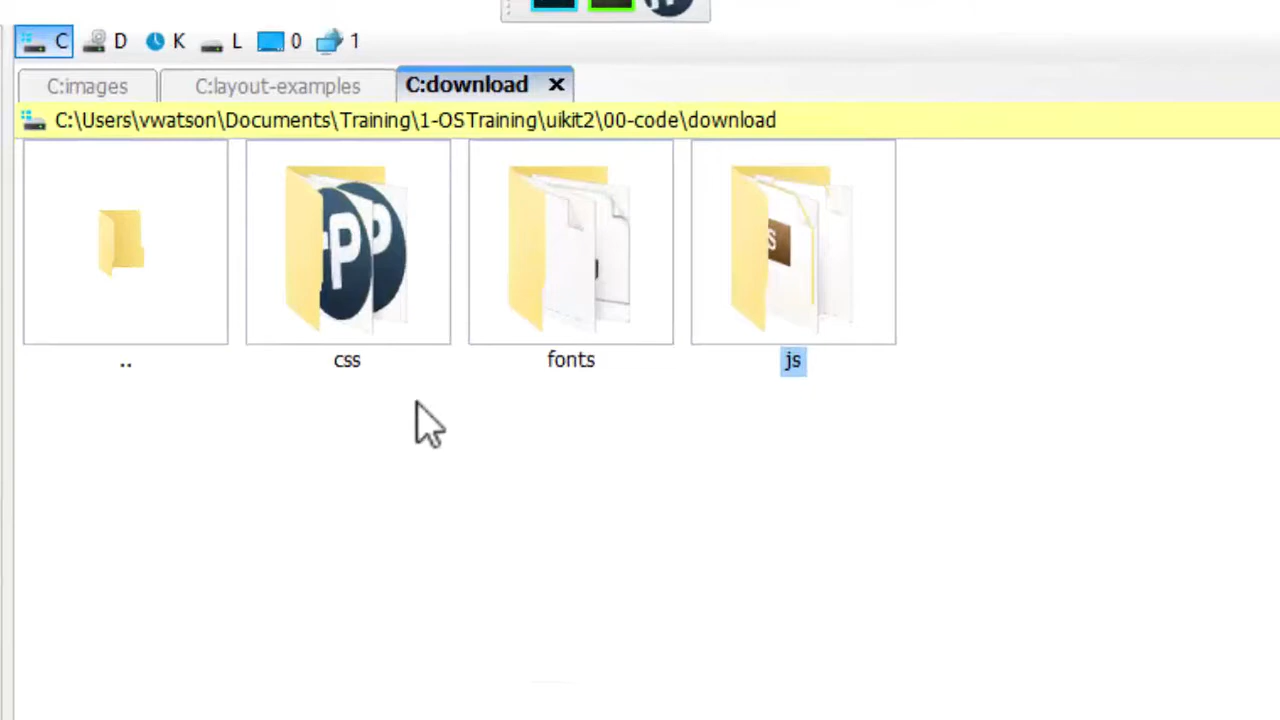 C D K L 0 1
C:images C:layout-examples C:download
C:\Users\vwatson\Documents\Training\1-OSTraining\uikit2\00-code\download
.. css fonts js